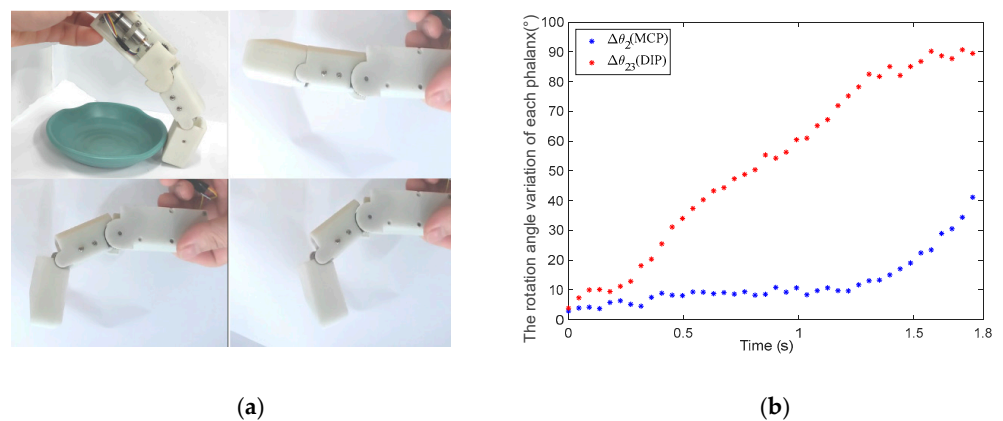 100
90
80
70
60
50
40
30
20
10
0
The rotation angle variation of each phalanx(°)
Δθ2(MCP)
Δθ23(DIP)
0
0.5
1
1.5
1.8
Time (s)
(a)
(b)